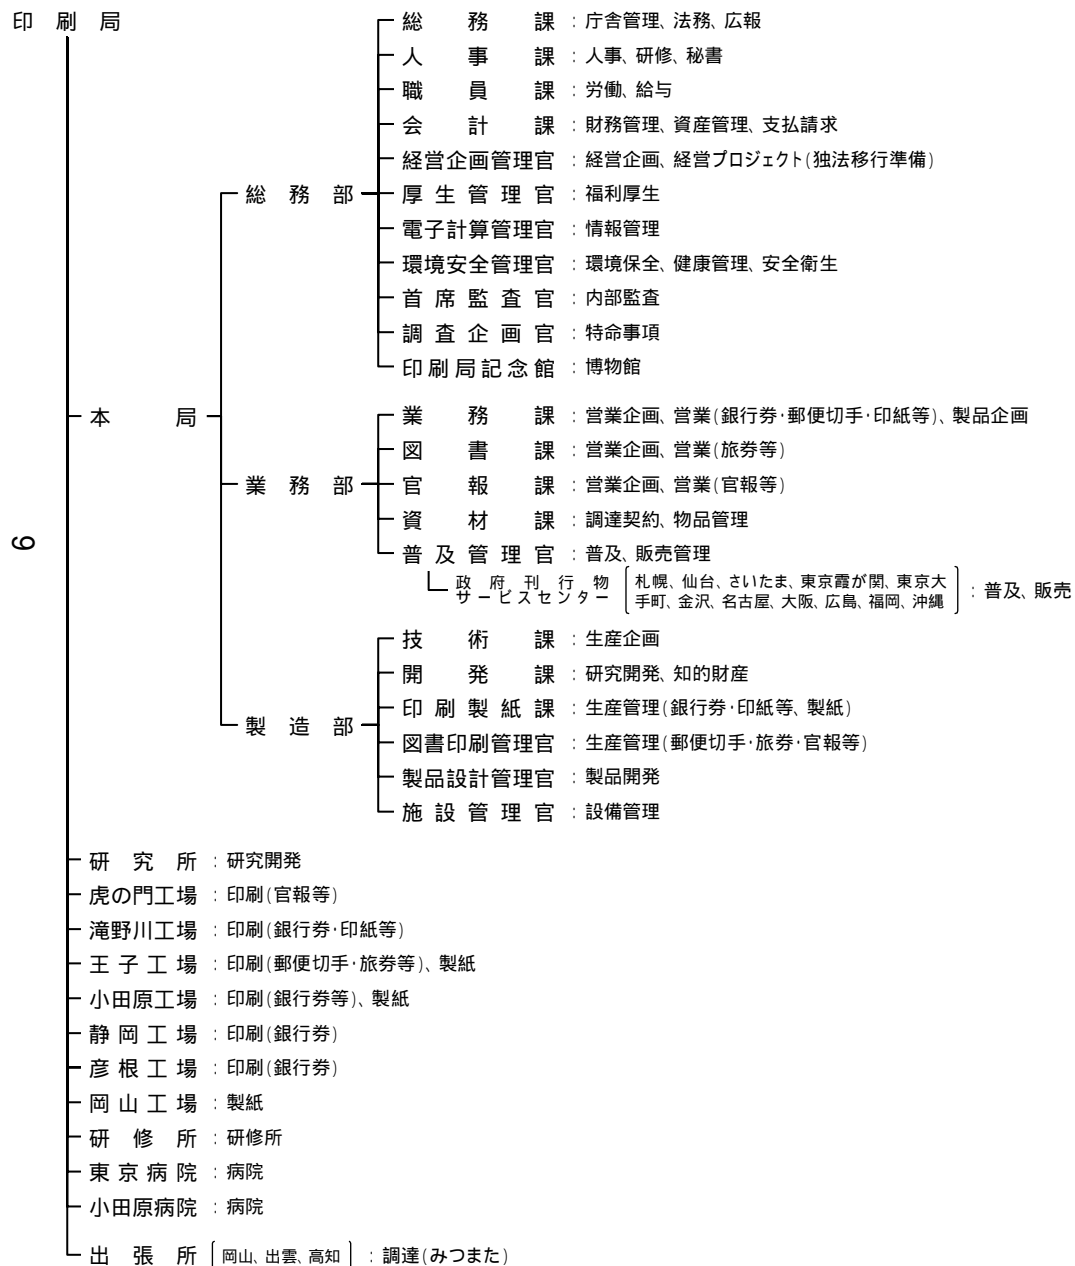 印刷局
総務課：庁舎管理、法務、広報
人事課：人事、研修、秘書
職員課：労働、給与
会計課：財務管理、資産管理、支払請求
経営企画管理官：経営企画、経営プロジェクト(独法移行準備)
総務部 厚生管理官：福利厚生
電子計算管理官：情報管理
環境安全管理官：環境保全、健康管理、安全衛生
首席監査官：内部監査
調査企画官：特命事項
印刷局記念館：博物館
本局 業務課：営業企画、営業(銀行券・郵便切手・印紙等)、製品企画
図書課：営業企画、営業(旅券等)
業務部 官報課：営業企画、営業(官報等)
資材課：調達契約、物品管理
9
普及管理官：普及、販売管理
政府刊行物
サービスセンター
札幌、仙台、さいたま、東京霞が関、東京大
手町、金沢、名古屋、大阪、広島、福岡、沖縄
：普及、販売
技術課：生産企画
開発課：研究開発、知的財産
印刷製紙課：生産管理(銀行券・印紙等、製紙)
製造部
図書印刷管理官：生産管理(郵便切手・旅券・官報等)
製品設計管理官：製品開発
施設管理官：設備管理
研究所：研究開発
虎の門工場：印刷(官報等)
滝野川工場：印刷(銀行券・印紙等)
王子工場：印刷(郵便切手・旅券等)、製紙
小田原工場：印刷(銀行券等)、製紙
静岡工場：印刷(銀行券)
彦根工場：印刷(銀行券)
岡山工場：製紙
研修所：研修所
東京病院：病院
小田原病院：病院
出張所［岡山、出雲、高知］：調達(みつまた)